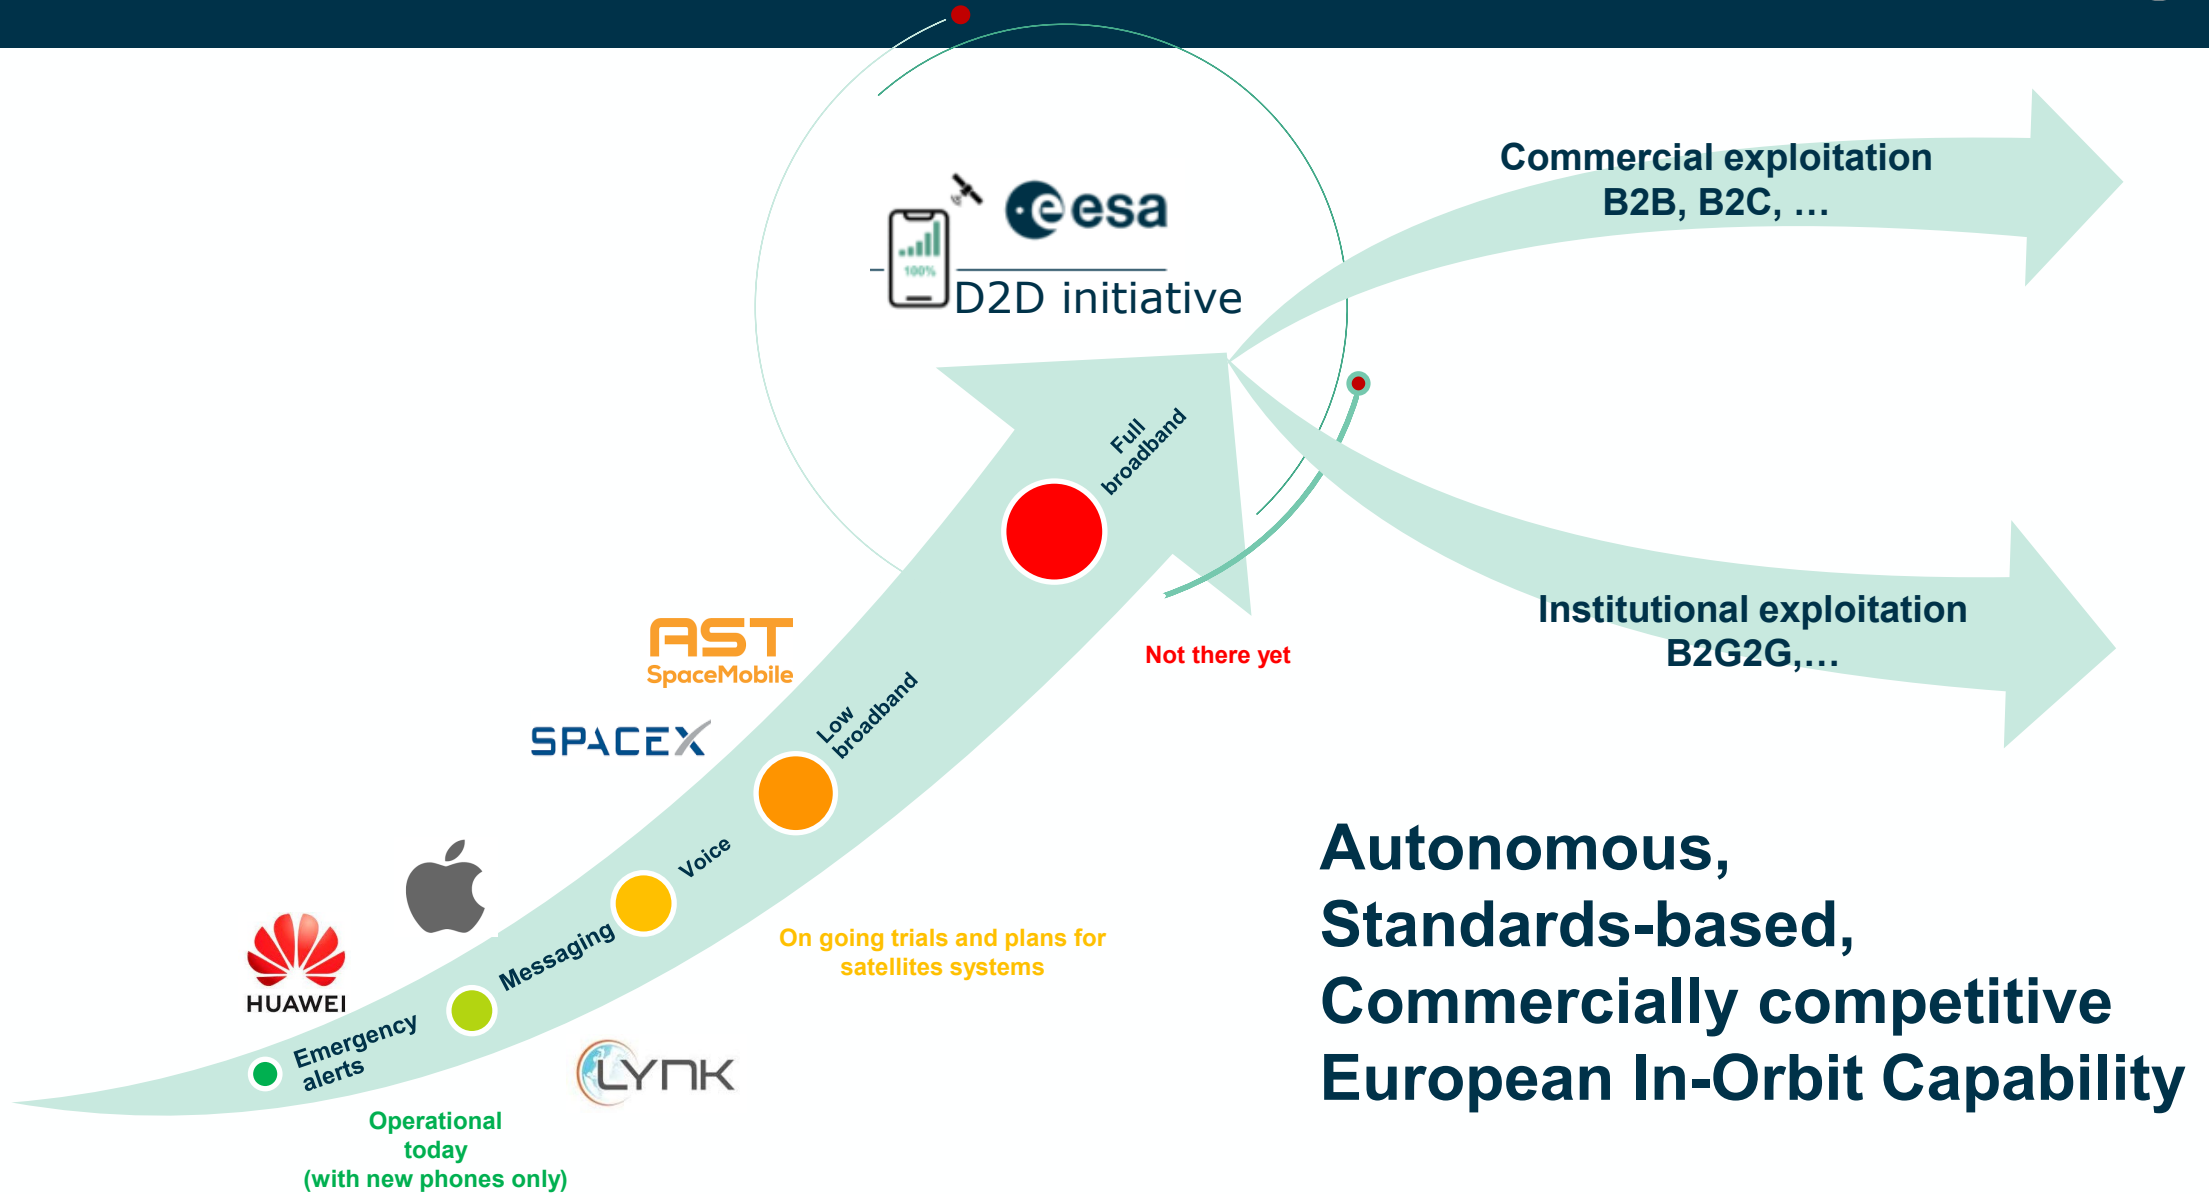 esa
100%
D2D initiative
Commercial exploitation
B2B, B2C, …
Full
broadband
Institutional exploitation
B2G2G,…
Not there yet
AST
SpaceMobile
SPACEX
Low
broadband
Voice
Messaging
On going trials and plans for
satellites systems
HUAWEI
Emergency
alerts
LYNK
Operational
today
(with new phones only)
Autonomous,
Standards-based,
Commercially competitive
European In-Orbit Capability